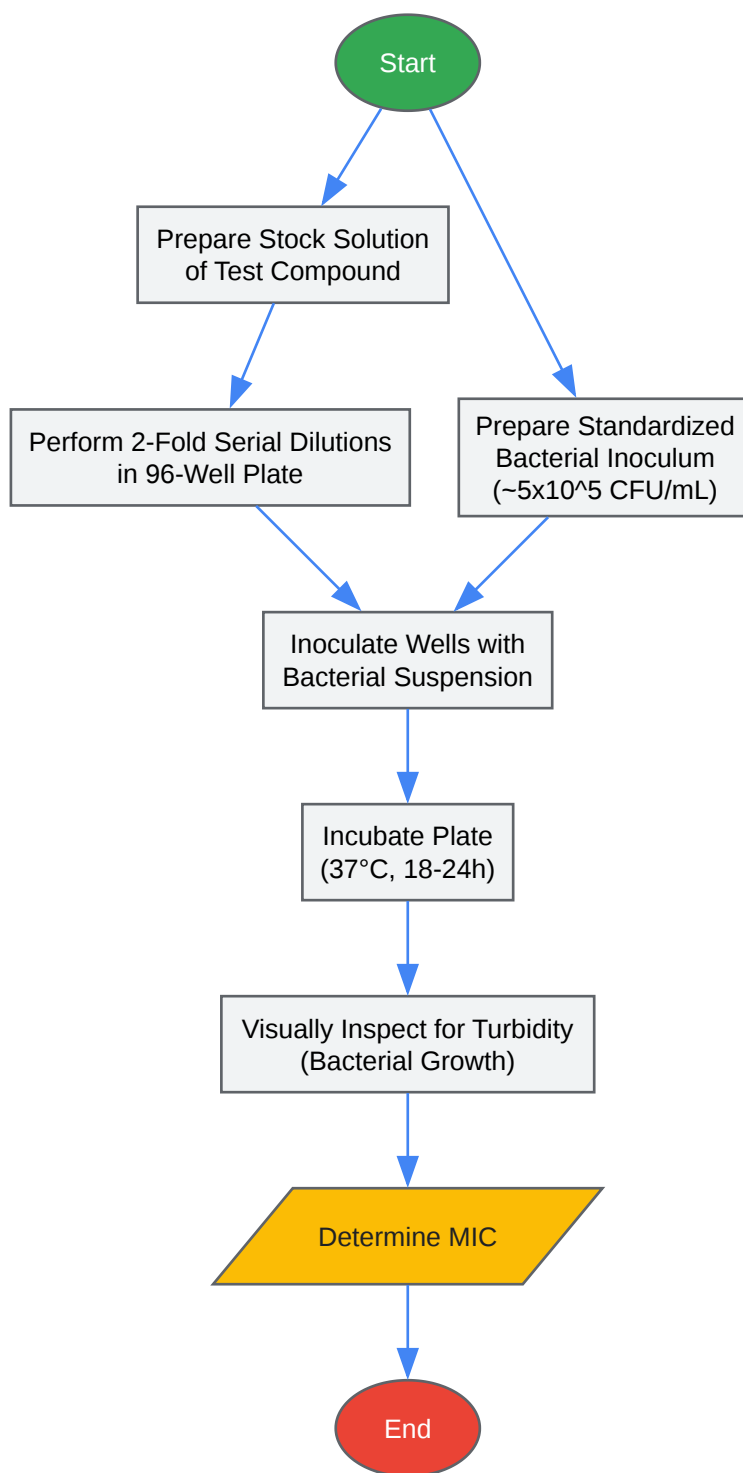 Start
Prepare Stock Solution
of Test Compound
Perform 2-Fold Serial Dilutions
in 96-Well Plate
Prepare Standardized
Bacterial Inoculum
(~5x10^5 CFU/mL)
Inoculate Wells with
Bacterial Suspension
Incubate Plate
(37°C, 18-24h)
Visually Inspect for Turbidity
(Bacterial Growth)
Determine MIC
End